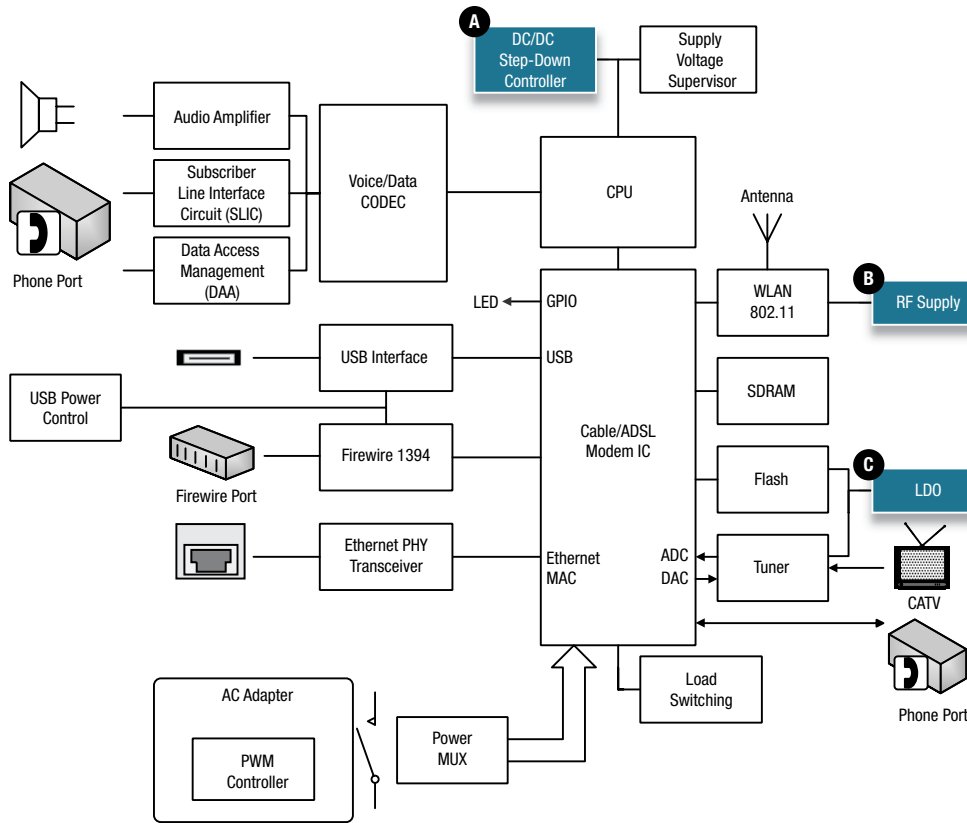 A
DC/DC
Step-Down
Controller
Supply
Voltage
Supervisor
Audio Amplifier
Subscriber
Line Interface
Circuit (SLIC)
Data Access
Management
(DAA)
Phone Port
Voice/Data
CODEC
CPU
Antenna
LED
GPIO
WLAN
802.11
B
RF Supply
USB Interface
USB
USB Power
Control
SDRAM
Cable/ADSL
Modem IC
Firewire 1394
Firewire Port
Flash
C
LDO
Ethernet PHY
Transceiver
Ethernet
MAC
ADC
DAC
Tuner
CATV
Phone Port
Load
Switching
AC Adapter
PWM
Controller
Power
MUX